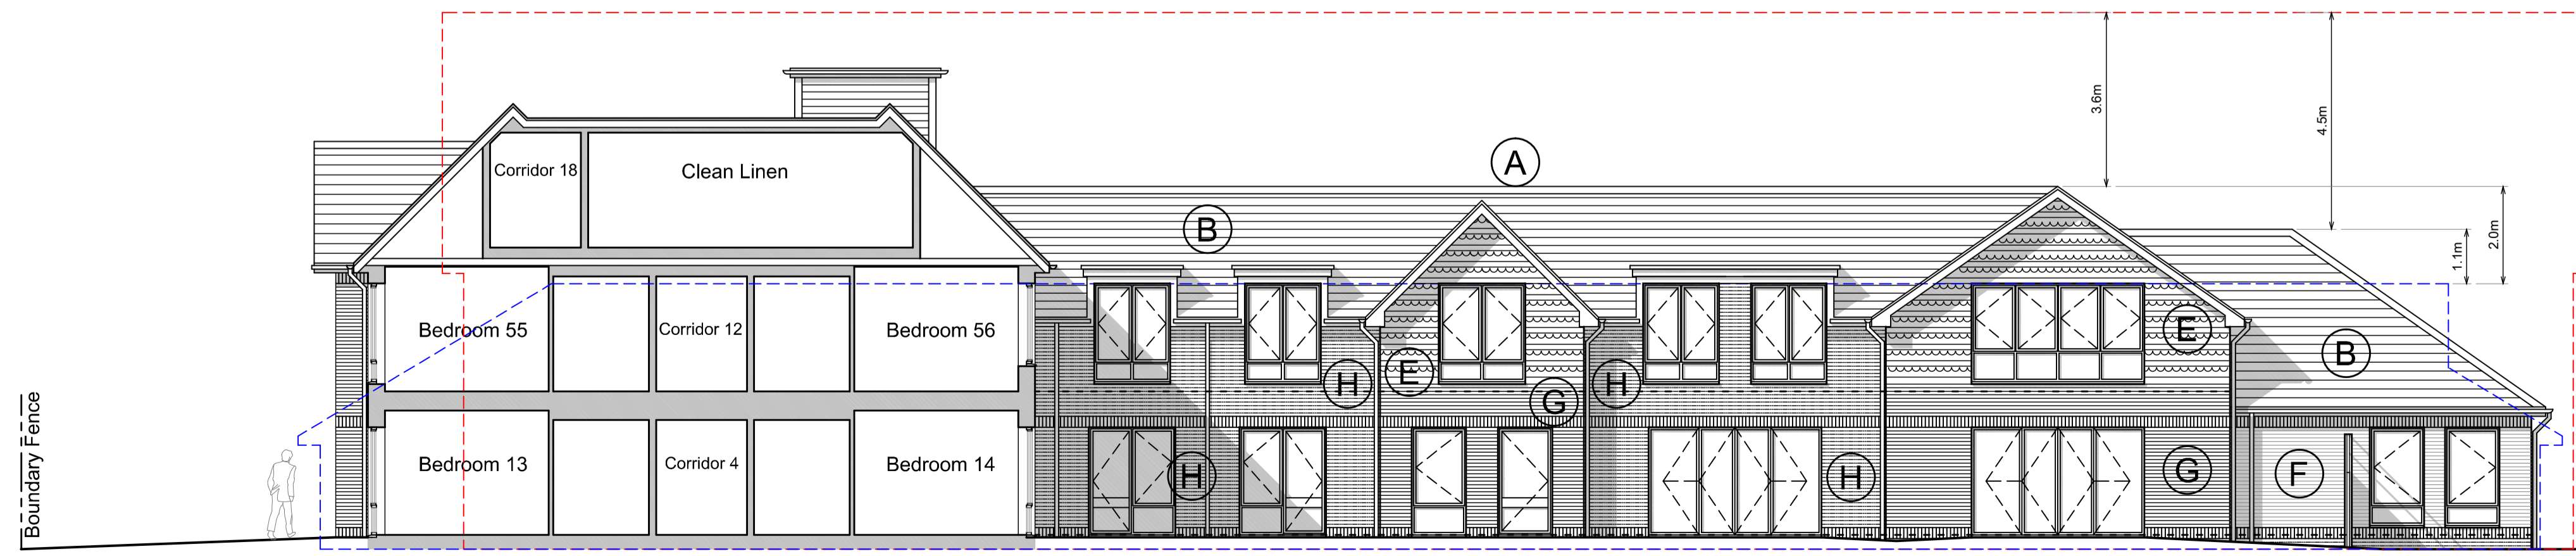 Boundary Fence
Corridor 18
Clean Linen
Bedroom 55
Corridor 12
Bedroom 56
Bedroom 13
Corridor 4
Bedroom 14
A
B
3.6m
4.5m
1.1m
2.0m
E
B
H
E
G
H
H
H
G
F